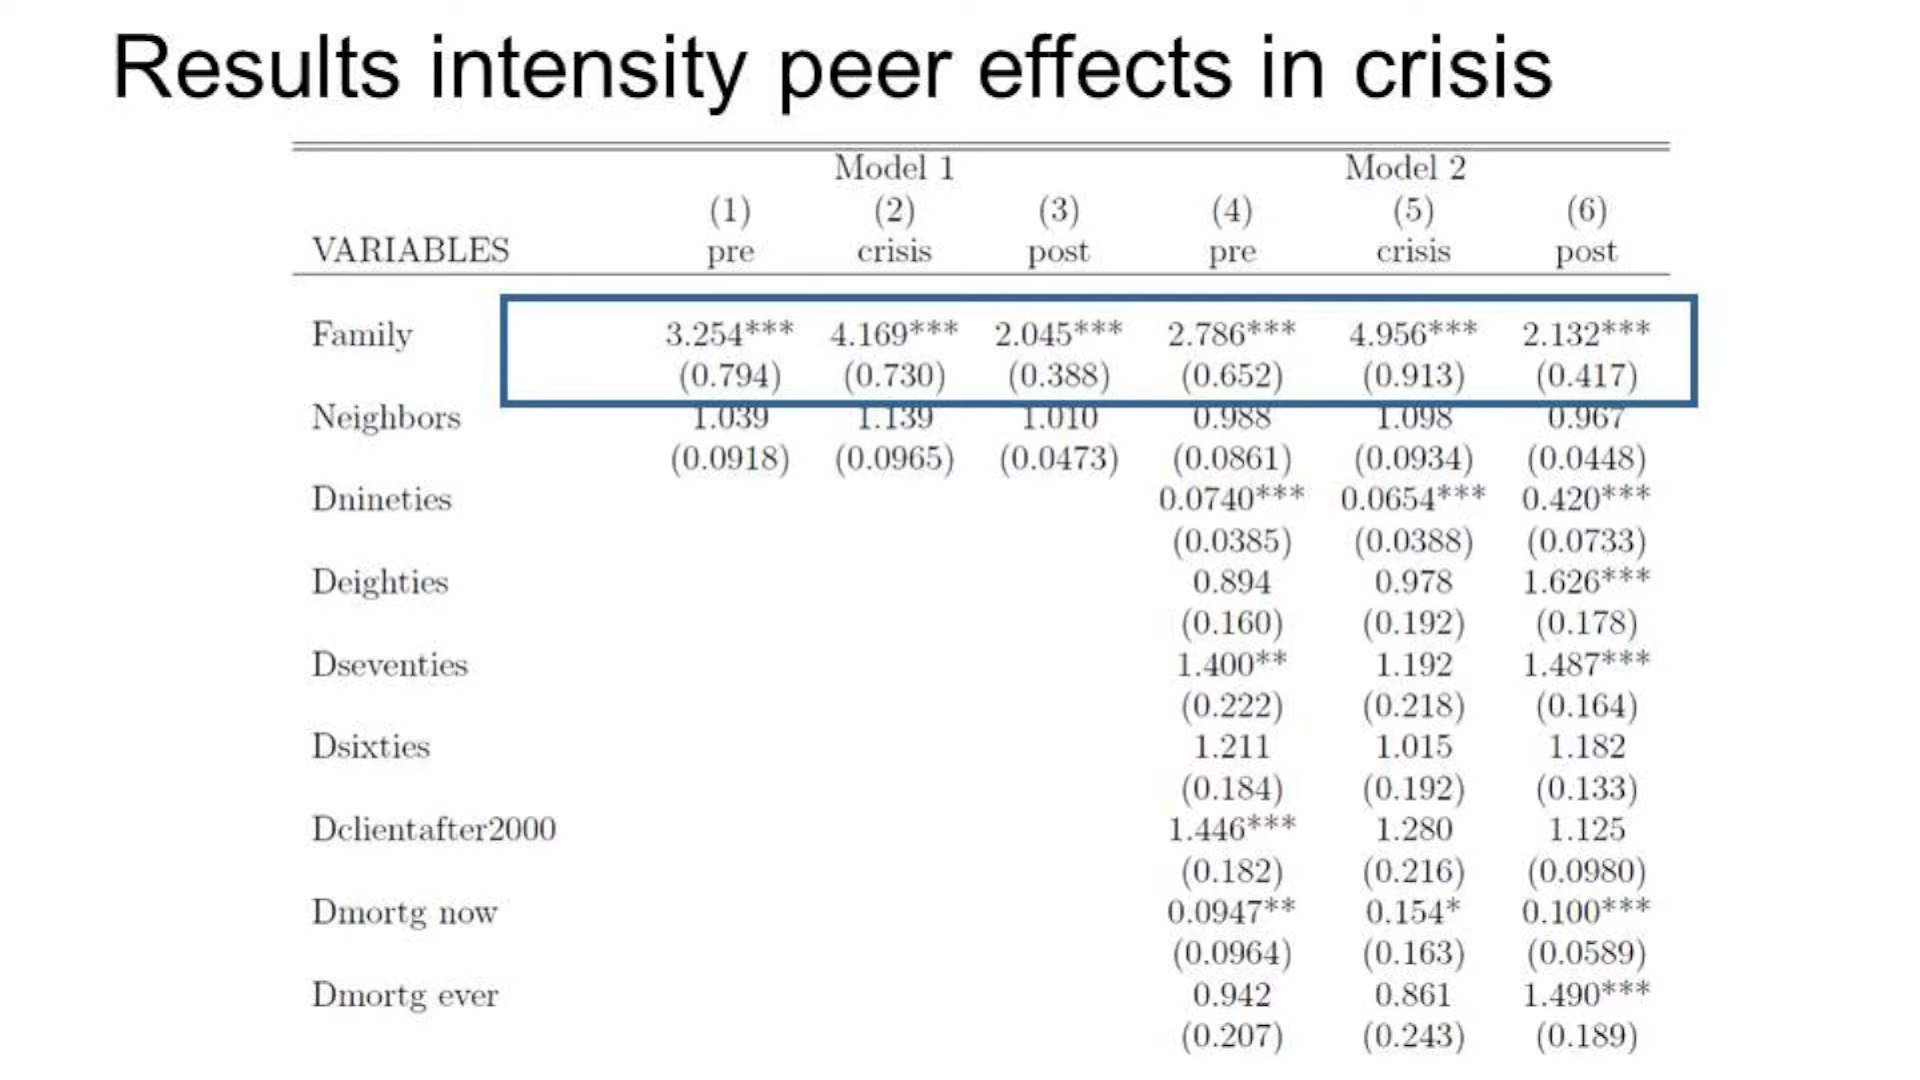 Results intensity peer effects in crisis
Model 1 Model 2
(1) (2) (3) (4) (5) (6)
VARIABLES pre crisis post pre crisis post
Family 3.254*** 4.169*** 2.045*** 2.786*** 4.956*** 2.132***
(0.794) (0.730) (0.388) (0.652) (0.913) (0.417)
Neighbors 1.039 1.139 1.010 0.988 1.098 0.967
(0.0918) (0.0965) (0.0473) (0.0861) (0.0934) (0.0448)
Dnineties 0.0740*** 0.0654*** 0.420***
(0.0385) (0.0388) (0.0733)
Deighties 0.894 0.978 1.626***
(0.160) (0.192) (0.178)
Dseventies 1.400** 1.192 1.487***
(0.222) (0.218) (0.164)
Dsixties 1.211 1.015 1.182
(0.184) (0.192) (0.133)
Dclientafter2000 1.446*** 1.280 1.125
(0.182) (0.216) (0.0980)
Dmortg now 0.0947** 0.154* 0.100***
(0.0964) (0.163) (0.0589)
Dmortg ever 0.942 0.861 1.490***
(0.207) (0.243) (0.189)